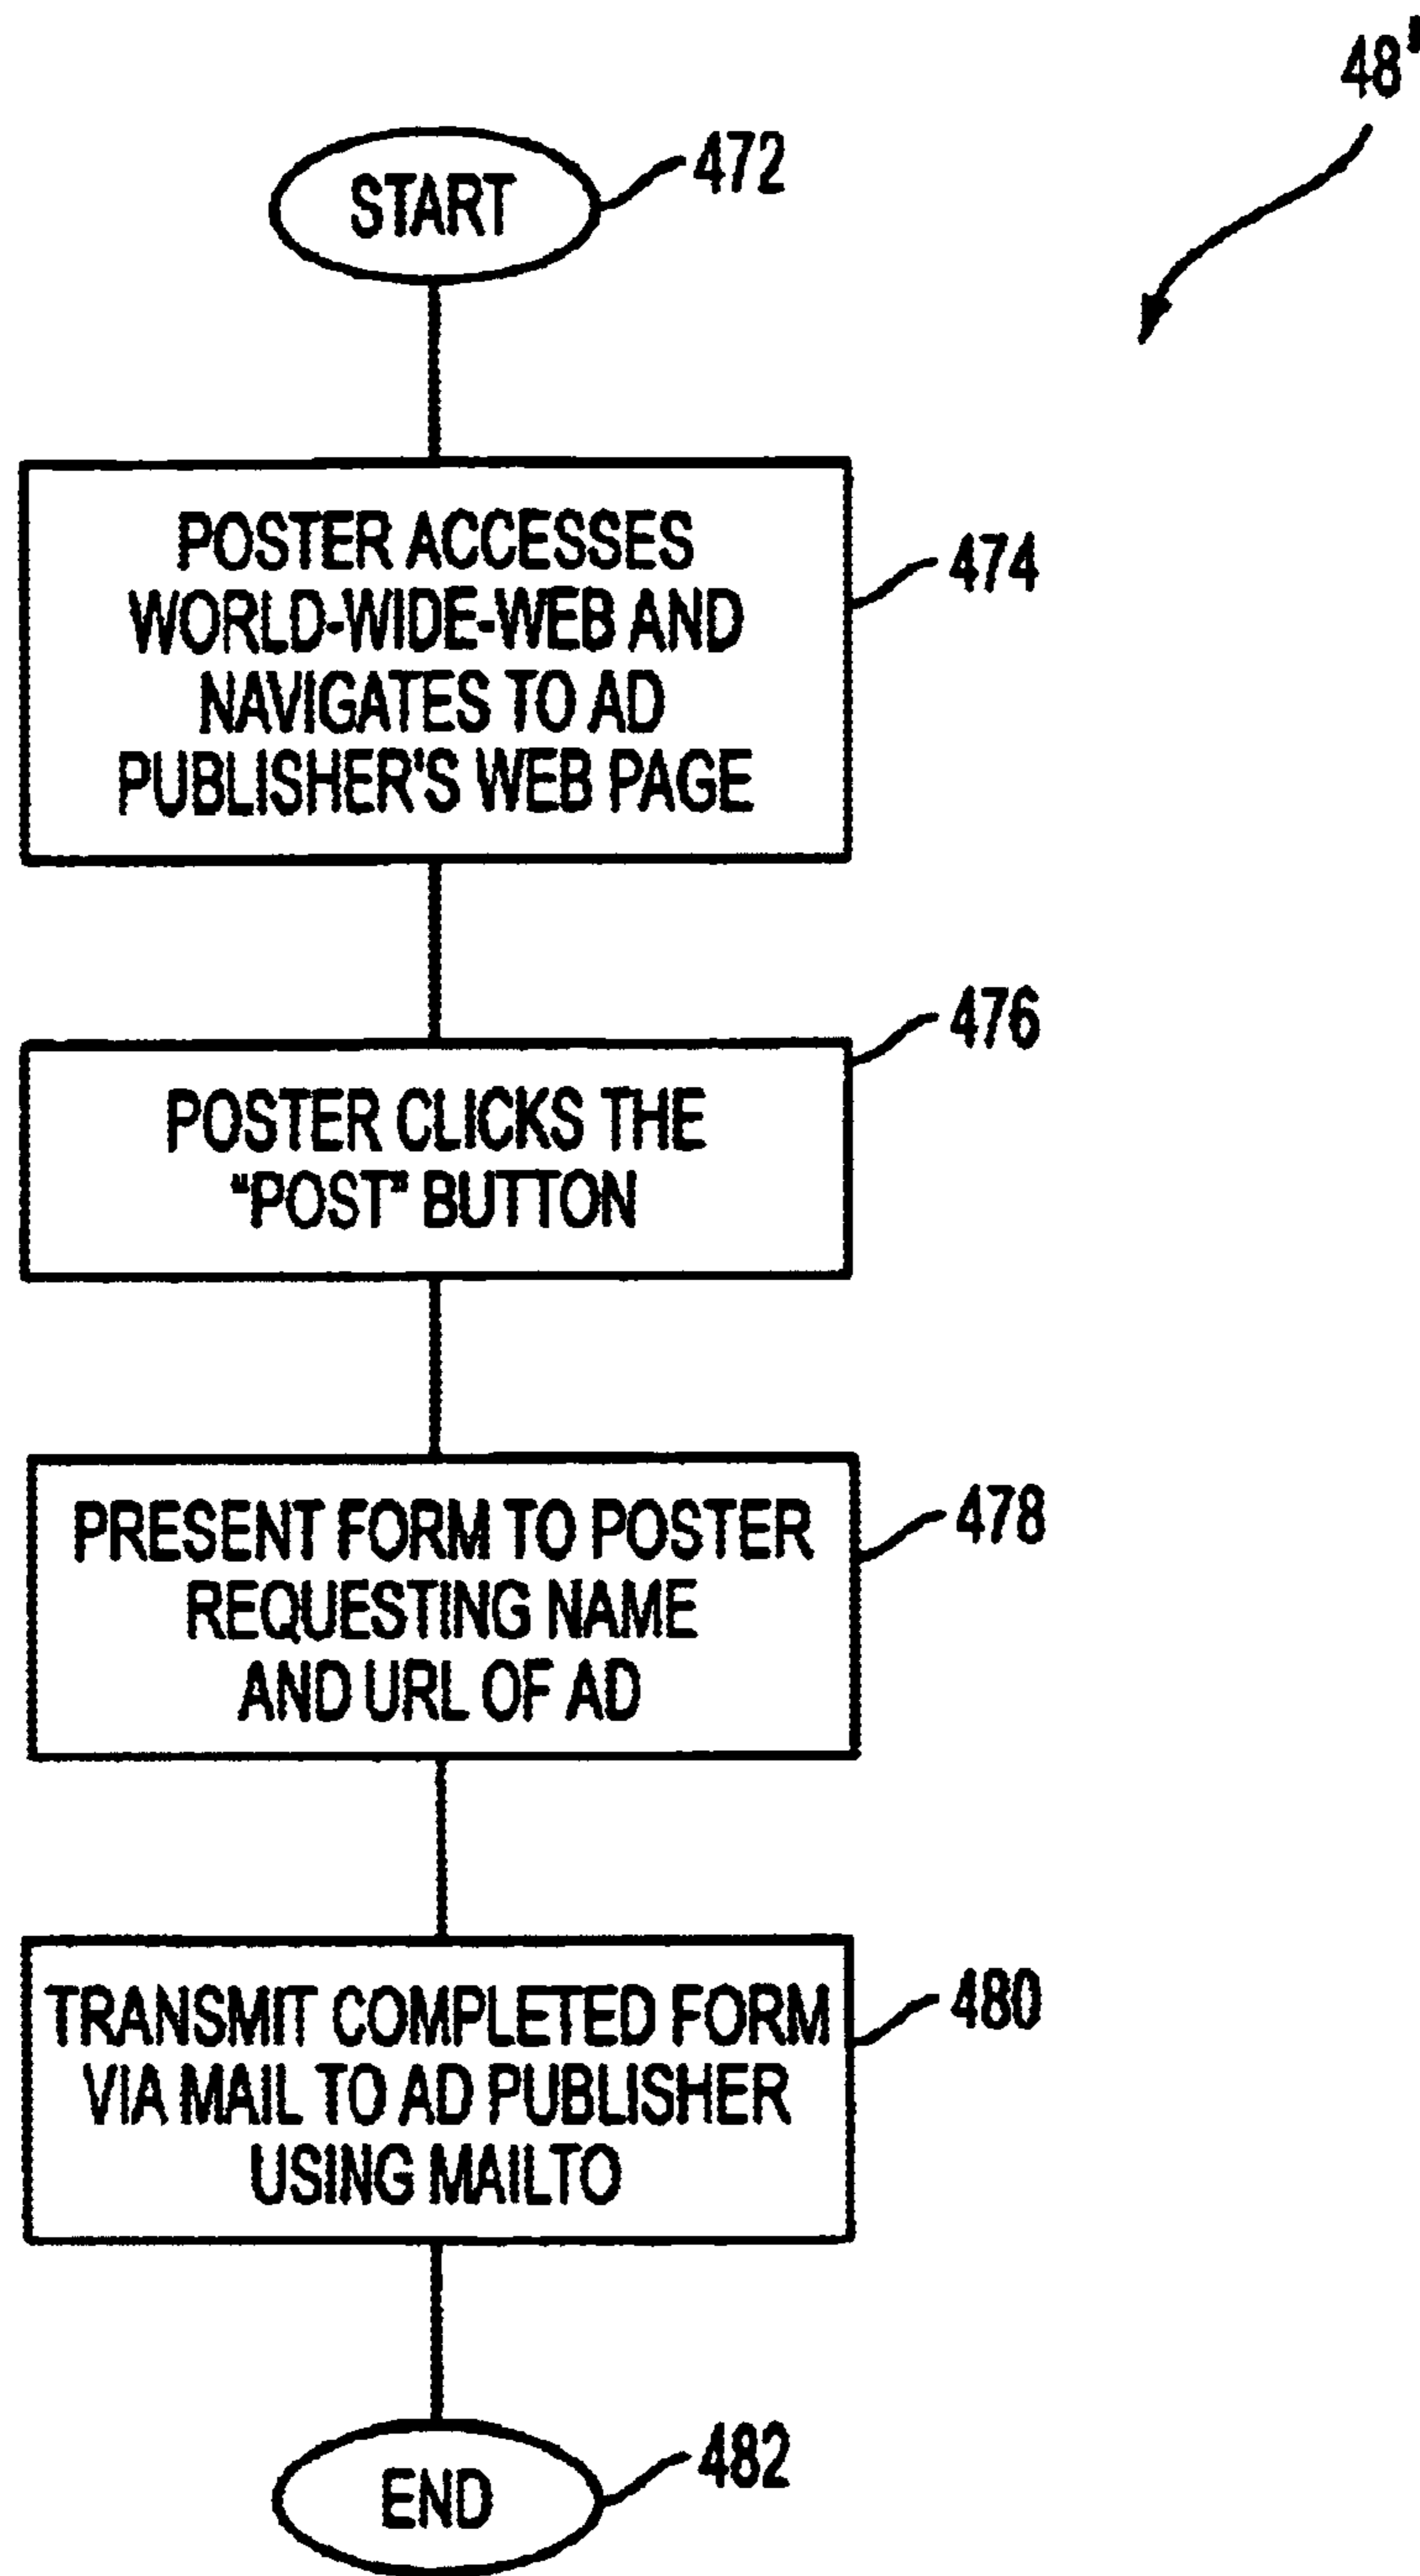 48'
START
472
POSTER ACCESSES
WORLD-WIDE-WEB AND
NAVIGATES TO AD
PUBLISHER'S WEB PAGE
474
POSTER CLICKS THE
“POST” BUTTON
476
PRESENT FORM TO POSTER
REQUESTING NAME
AND URL OF AD
478
TRANSMIT COMPLETED FORM
VIA MAIL TO AD PUBLISHER
USING MAILTO
480
END
482